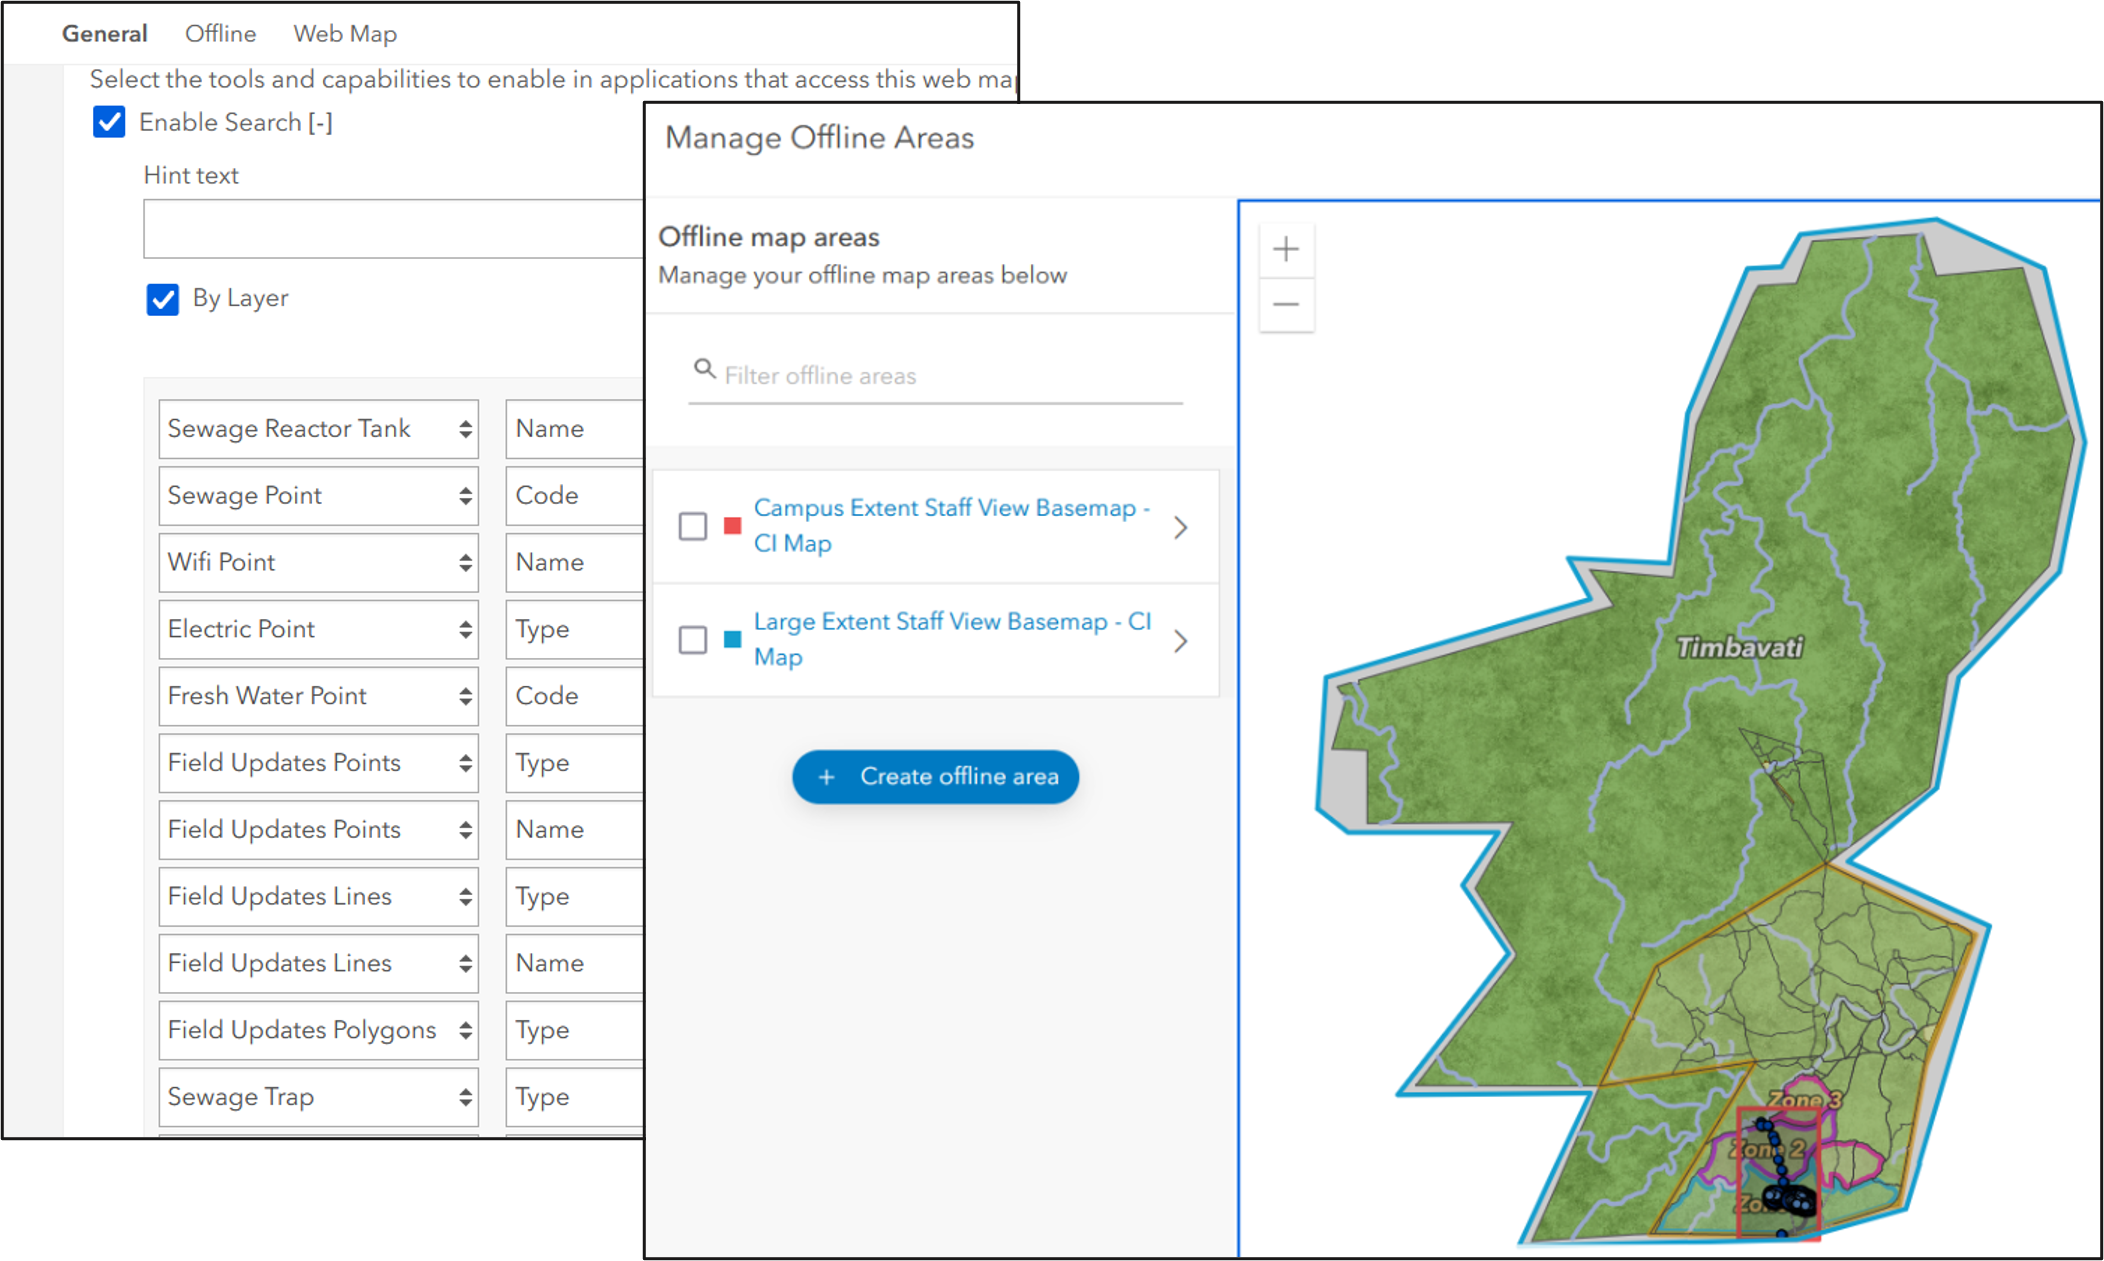 General Offline Web Map
Select the tools and capabilities to enable in applications that access this web
Enable Search [-]
Hint text
By Layer
Sewage Reactor Tank Name
Sewage Point Code
Wifi Point Name
Electric Point Type
Fresh Water Point Code
Field Updates Points Type
Field Updates Points Name
Field Updates Lines Type
Field Updates Lines Name
Field Updates Polygons Type
Sewage Trap Type
Manage Offline Areas
Offline map areas
Manage your offline map areas below
Filter offline areas
Campus Extent Staff View Basemap -
CI Map
Large Extent Staff View Basemap - CI
Map
+ Create offline area
+
−
Timbavati
Zone 3
Zone 2